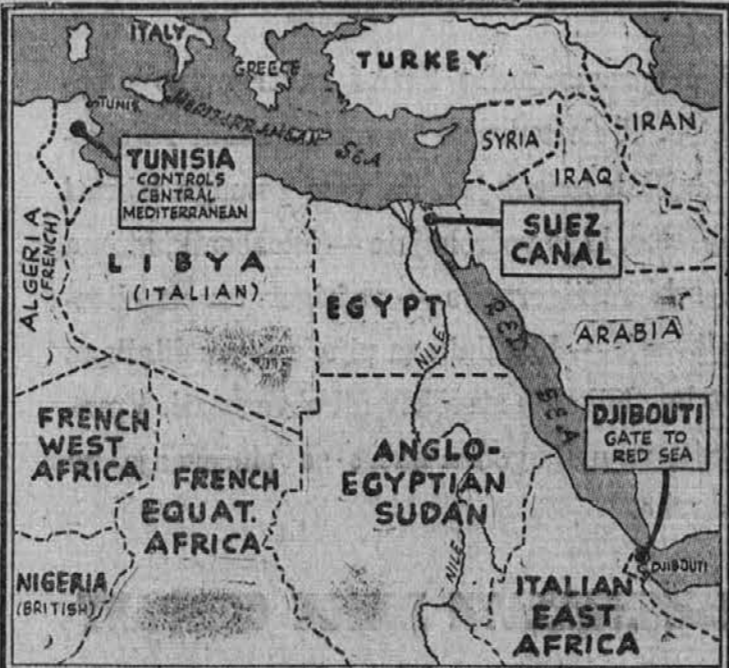 ITALY
GREECE
TURKEY
TUNIS
MEDITERRANEAN SEA
SYRIA
IRAN
IRAQ
TUNISIA
CONTROLS
CENTRAL
MEDITERRANEAN
SUEZ
CANAL
ALGERIA
(FRENCH)
LIBYA
(ITALIAN)
EGYPT
NILE
RED SEA
ARABIA
DJIBOUTI
GATE TO
RED SEA
FRENCH
WEST
AFRICA
FRENCH
EQUAT.
AFRICA
ANGLO-
EGYPTIAN
SUDAN
NILE
DJIBOUTI
NIGERIA
(BRITISH)
ITALIAN
EAST
AFRICA